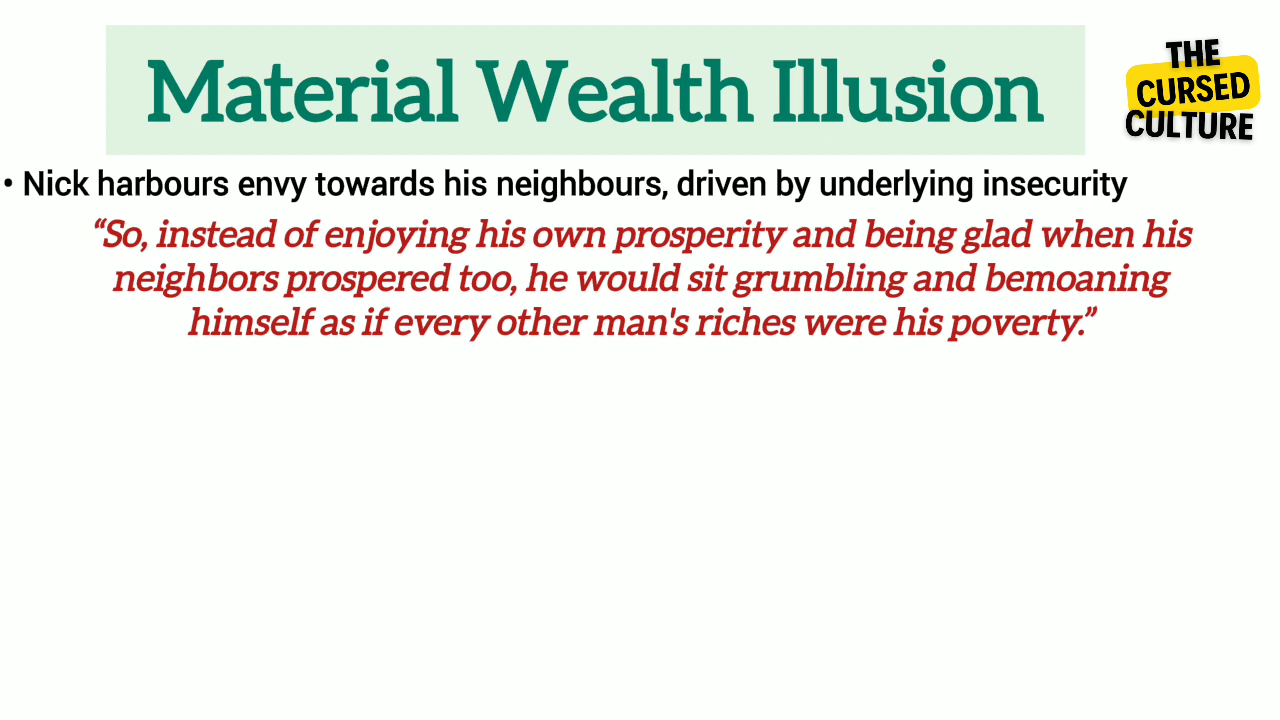 Material Wealth Illusion
THE
CURSED
CULTURE
• Nick harbours envy towards his neighbours, driven by underlying insecurity
“So, instead of enjoying his own prosperity and being glad when his
neighbors prospered too, he would sit grumbling and bemoaning
himself as if every other man's riches were his poverty.”